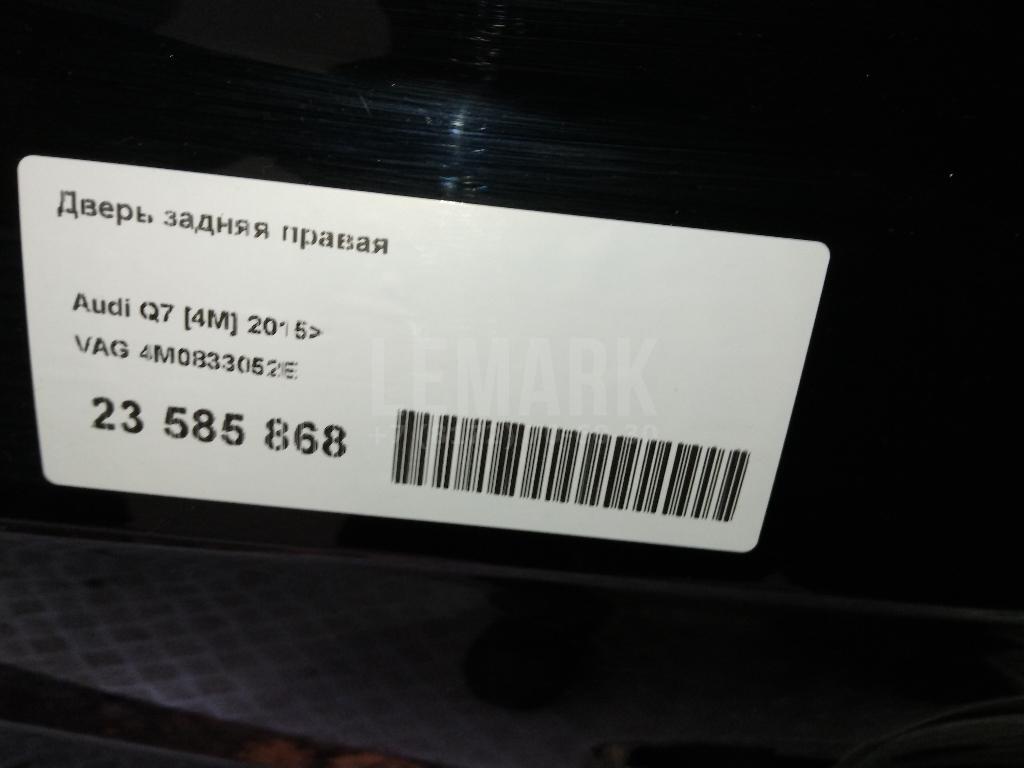 Дверь задняя правая
Audi Q7 [4M] 2015>
VAG 4M0833052E
23 585 868
LEMARK